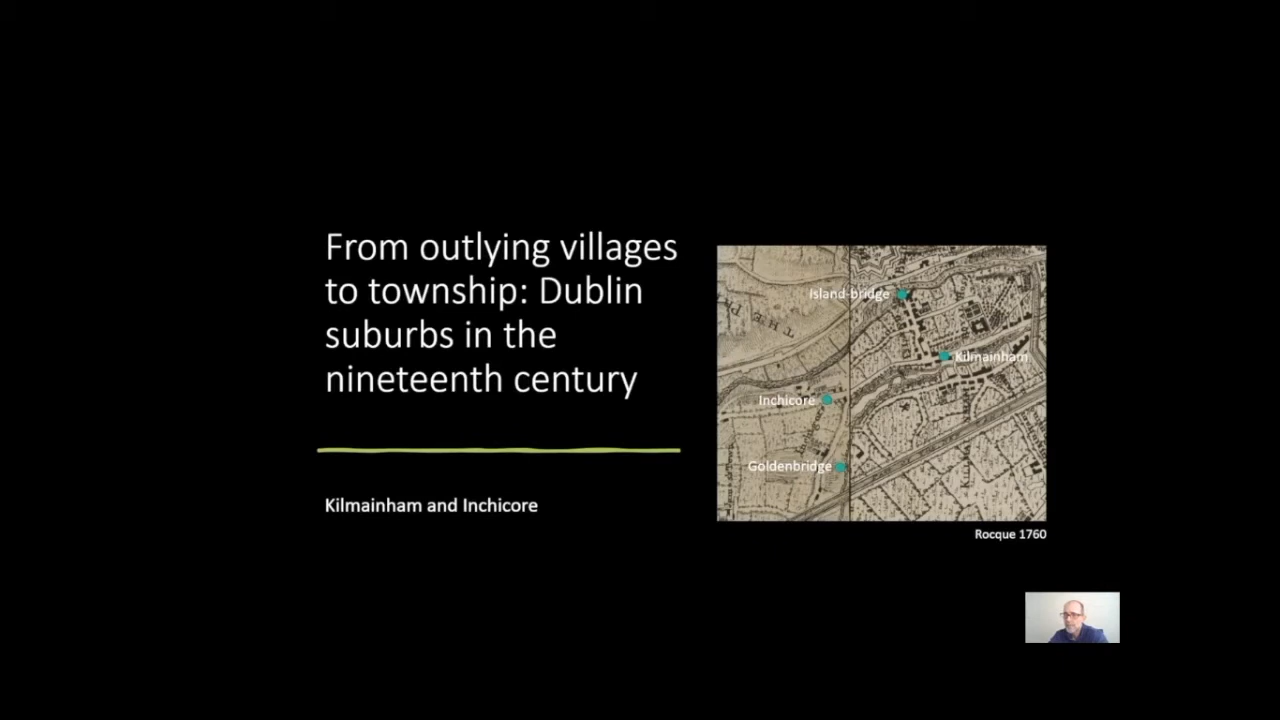 From outlying villages
to township: Dublin
suburbs in the
nineteenth century
Kilmainham and Inchicore
THE P
Island-bridge
Kilmainham
Inchicore
Goldenbridge
Rocque 1760